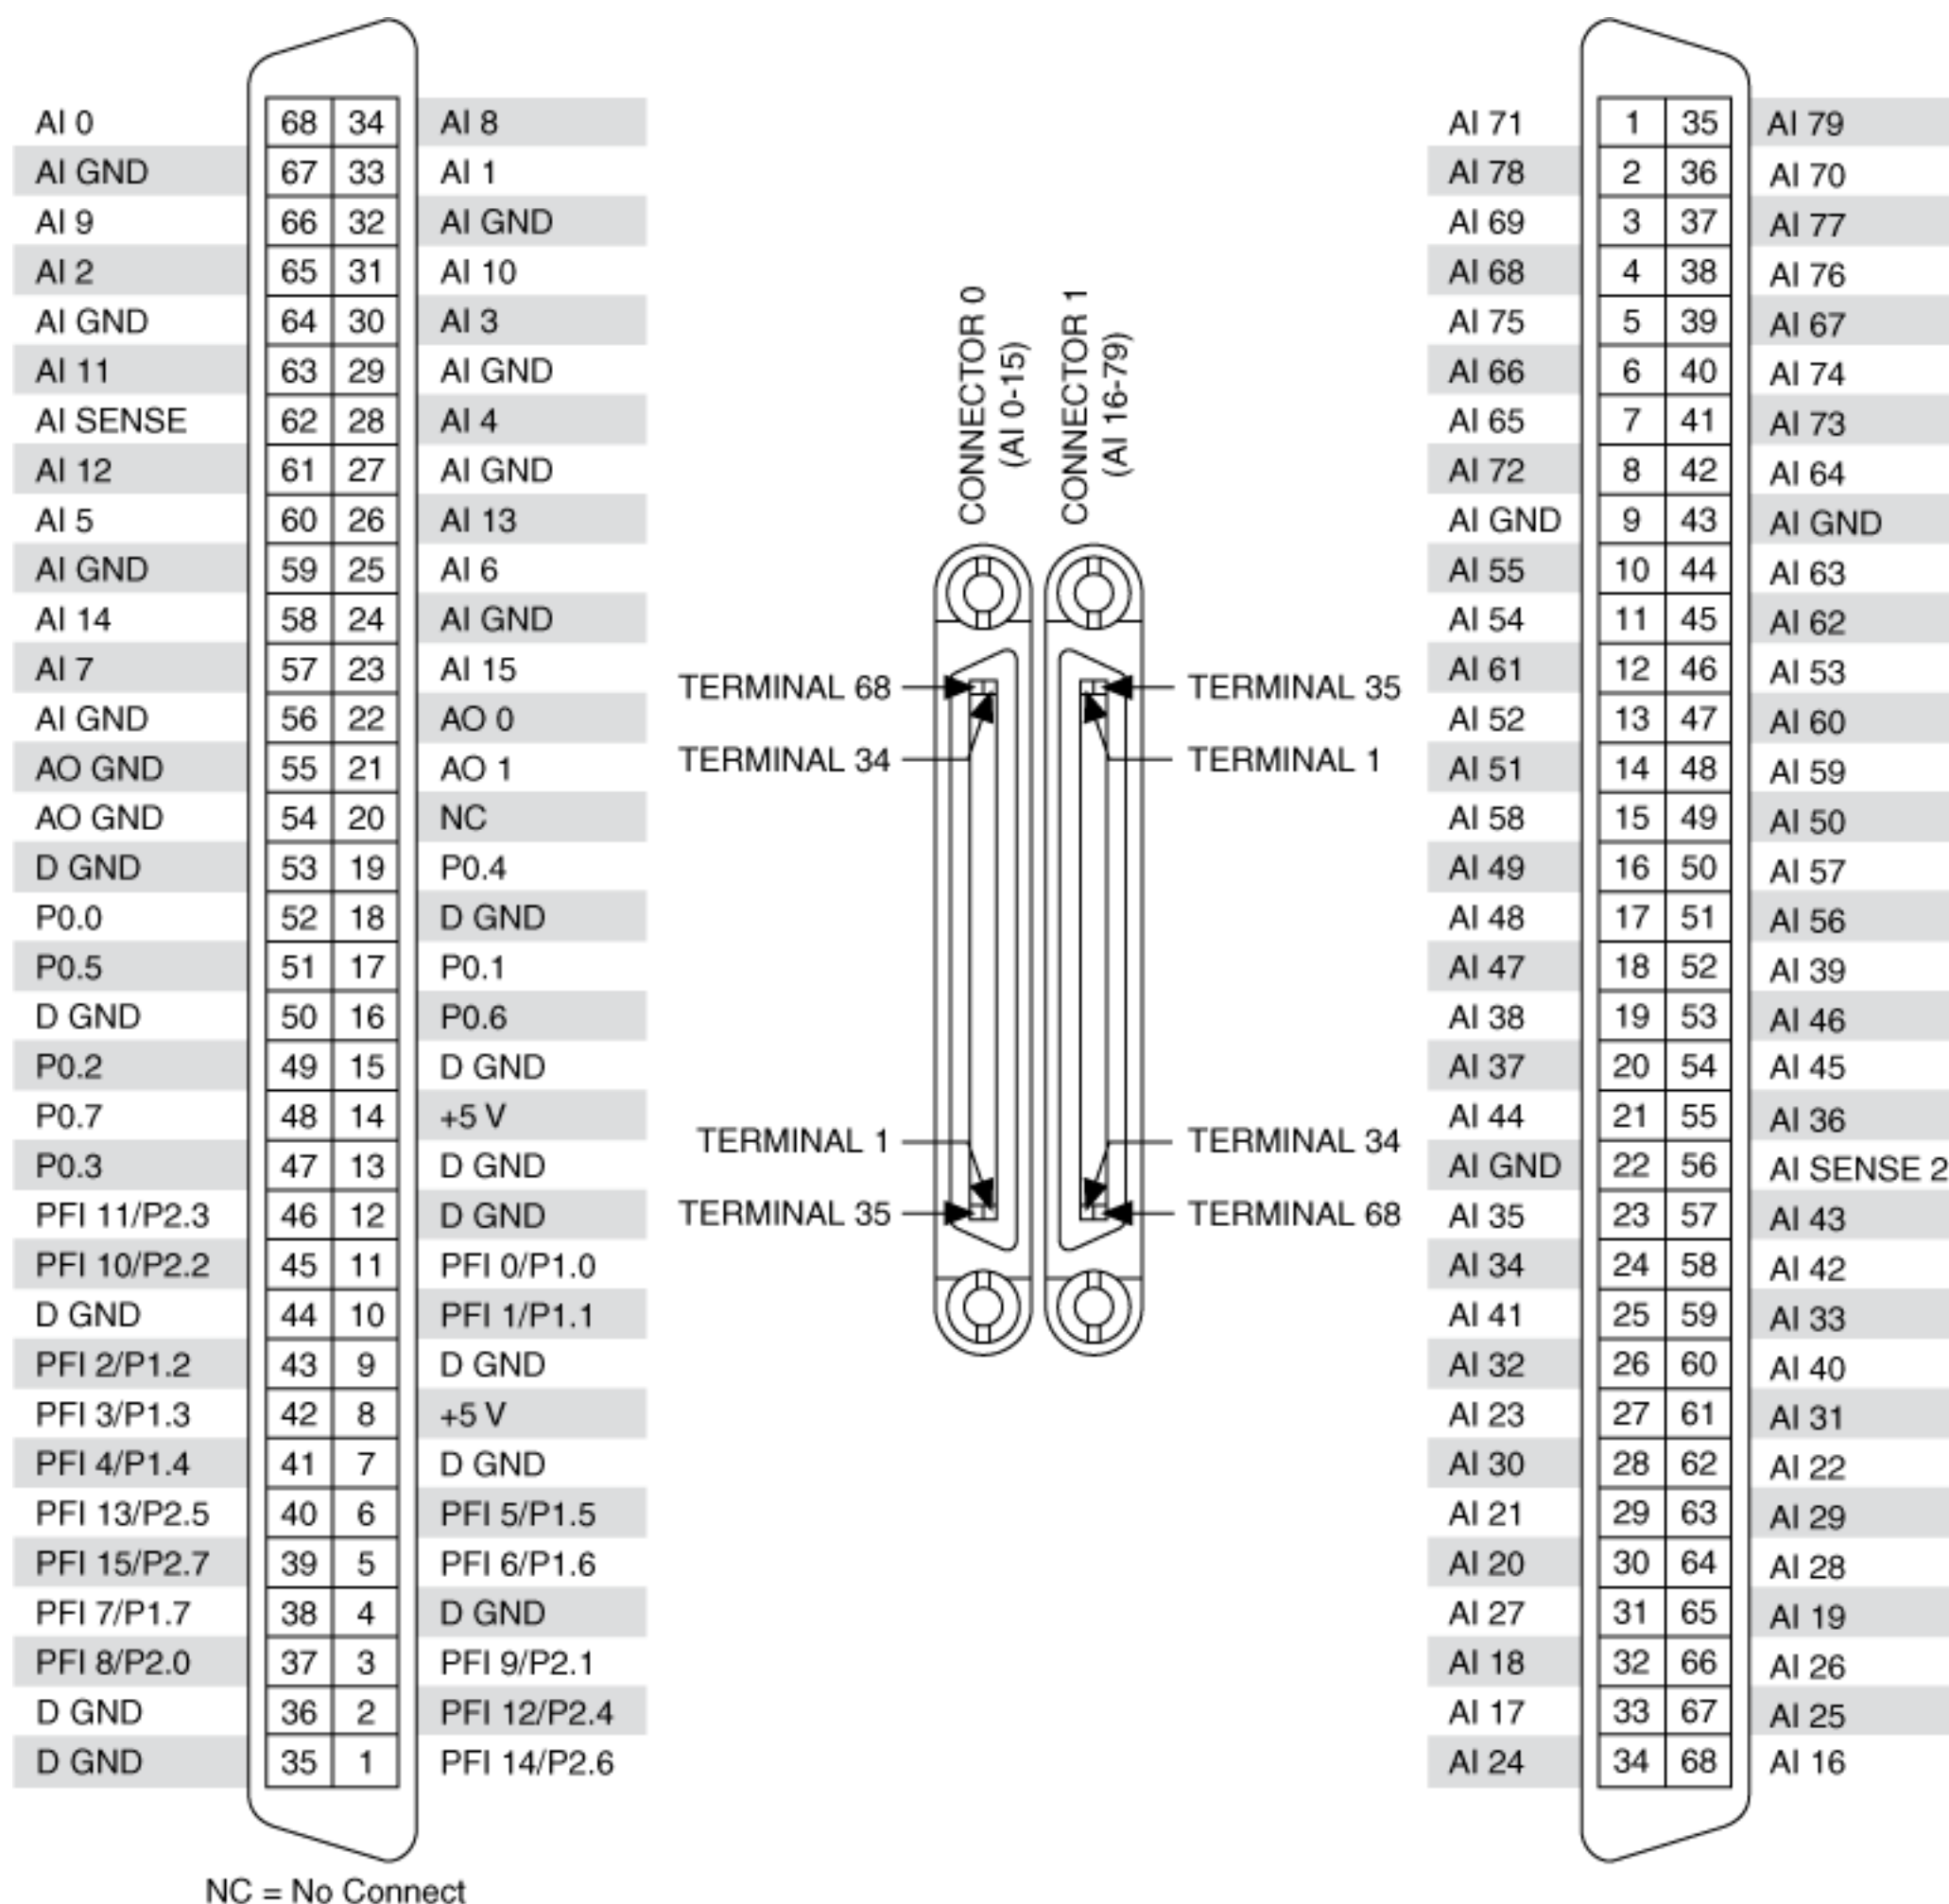 AI 0 68 34 AI 8
AI GND 67 33 AI 1
AI 9 66 32 AI GND
AI 2 65 31 AI 10
AI GND 64 30 AI 3
AI 11 63 29 AI GND
AI SENSE 62 28 AI 4
AI 12 61 27 AI GND
AI 5 60 26 AI 13
AI GND 59 25 AI 6
AI 14 58 24 AI GND
AI 7 57 23 AI 15
AI GND 56 22 AO 0
AO GND 55 21 AO 1
AO GND 54 20 NC
D GND 53 19 P0.4
P0.0 52 18 D GND
P0.5 51 17 P0.1
D GND 50 16 P0.6
P0.2 49 15 D GND
P0.7 48 14 +5 V
P0.3 47 13 D GND
PFI 11/P2.3 46 12 D GND
PFI 10/P2.2 45 11 PFI 0/P1.0
D GND 44 10 PFI 1/P1.1
PFI 2/P1.2 43 9 D GND
PFI 3/P1.3 42 8 +5 V
PFI 4/P1.4 41 7 D GND
PFI 13/P2.5 40 6 PFI 5/P1.5
PFI 15/P2.7 39 5 PFI 6/P1.6
PFI 7/P1.7 38 4 D GND
PFI 8/P2.0 37 3 PFI 9/P2.1
D GND 36 2 PFI 12/P2.4
D GND 35 1 PFI 14/P2.6
NC = No Connect
CONNECTOR 0
(AI 0-15)
CONNECTOR 1
(AI 16-79)
TERMINAL 68
TERMINAL 34
TERMINAL 35
TERMINAL 1
TERMINAL 1
TERMINAL 35
TERMINAL 34
TERMINAL 68
AI 71 1 35 AI 79
AI 78 2 36 AI 70
AI 69 3 37 AI 77
AI 68 4 38 AI 76
AI 75 5 39 AI 67
AI 66 6 40 AI 74
AI 65 7 41 AI 73
AI 72 8 42 AI 64
AI GND 9 43 AI GND
AI 55 10 44 AI 63
AI 54 11 45 AI 62
AI 61 12 46 AI 53
AI 52 13 47 AI 60
AI 51 14 48 AI 59
AI 58 15 49 AI 50
AI 49 16 50 AI 57
AI 48 17 51 AI 56
AI 47 18 52 AI 39
AI 38 19 53 AI 46
AI 37 20 54 AI 45
AI 44 21 55 AI 36
AI GND 22 56 AI SENSE 2
AI 35 23 57 AI 43
AI 34 24 58 AI 42
AI 41 25 59 AI 33
AI 32 26 60 AI 40
AI 23 27 61 AI 31
AI 30 28 62 AI 22
AI 21 29 63 AI 29
AI 20 30 64 AI 28
AI 27 31 65 AI 19
AI 18 32 66 AI 26
AI 17 33 67 AI 25
AI 24 34 68 AI 16